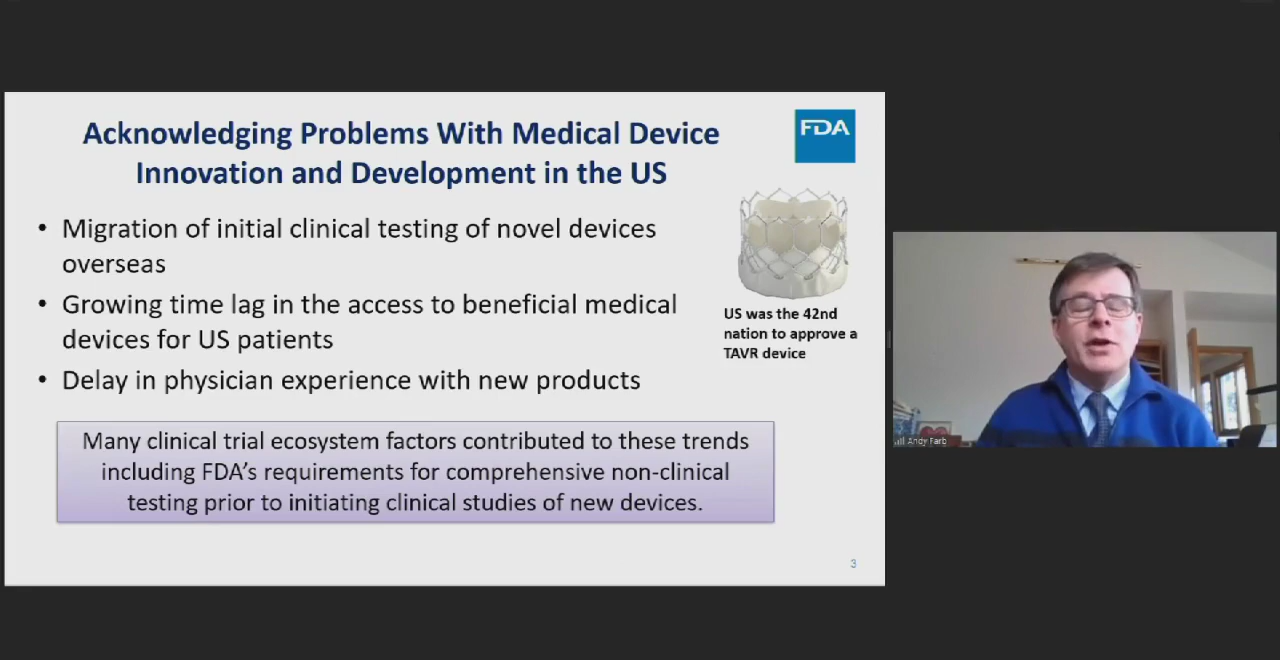 Acknowledging Problems With Medical Device
Innovation and Development in the US
FDA
• Migration of initial clinical testing of novel devices
overseas
• Growing time lag in the access to beneficial medical
devices for US patients
• Delay in physician experience with new products
US was the 42nd
nation to approve a
TAVR device
Many clinical trial ecosystem factors contributed to these trends
including FDA's requirements for comprehensive non-clinical
testing prior to initiating clinical studies of new devices.
3
Andy Farb